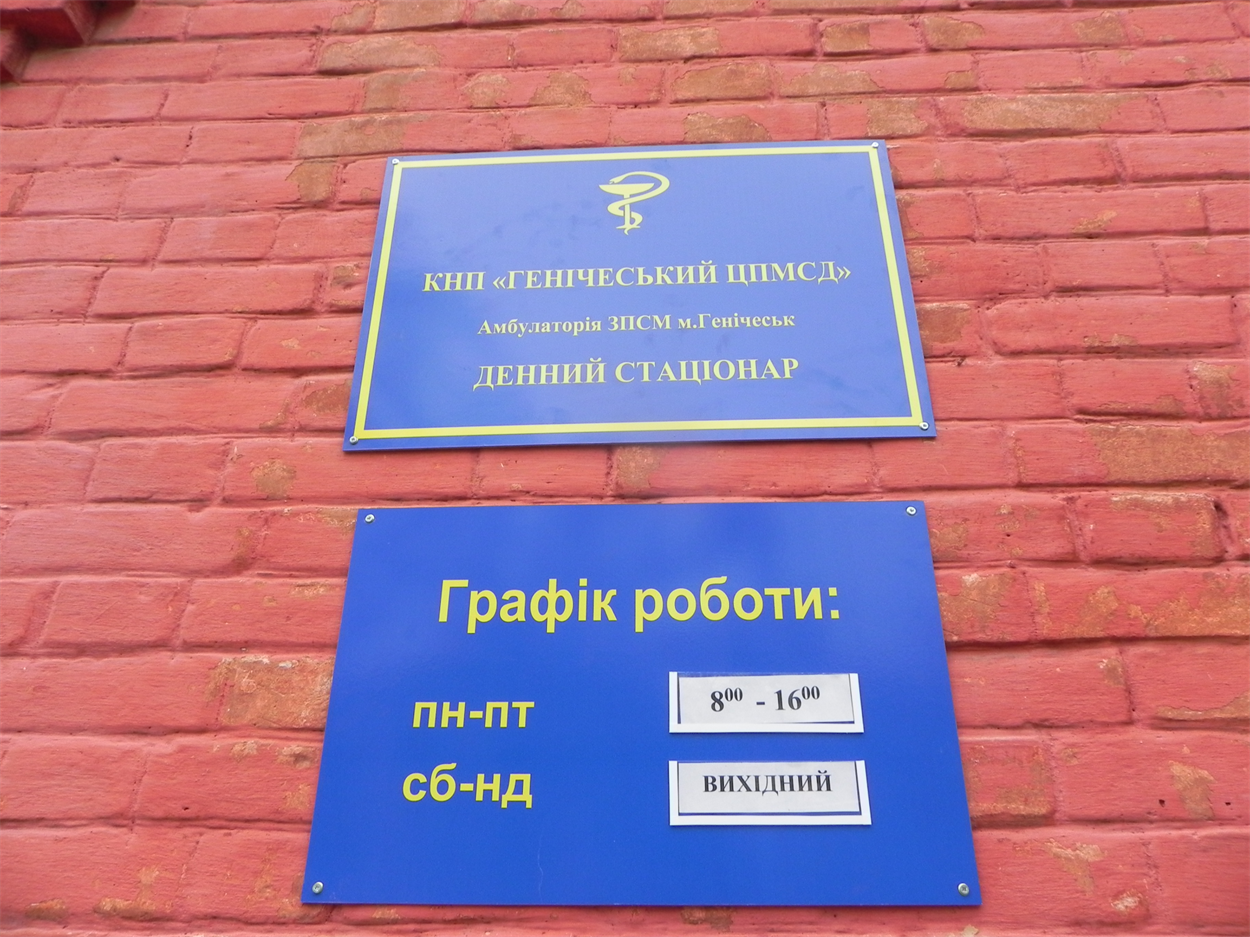 КНП «ГЕНІЧЕСЬКИЙ ЦПМСД»
Амбулаторія ЗПСМ м.Генічеськ
ДЕННИЙ СТАЦІОНАР
Графік роботи:
пн-пт 8⁰⁰ - 16⁰⁰
сб-нд ВИХІДНИЙ